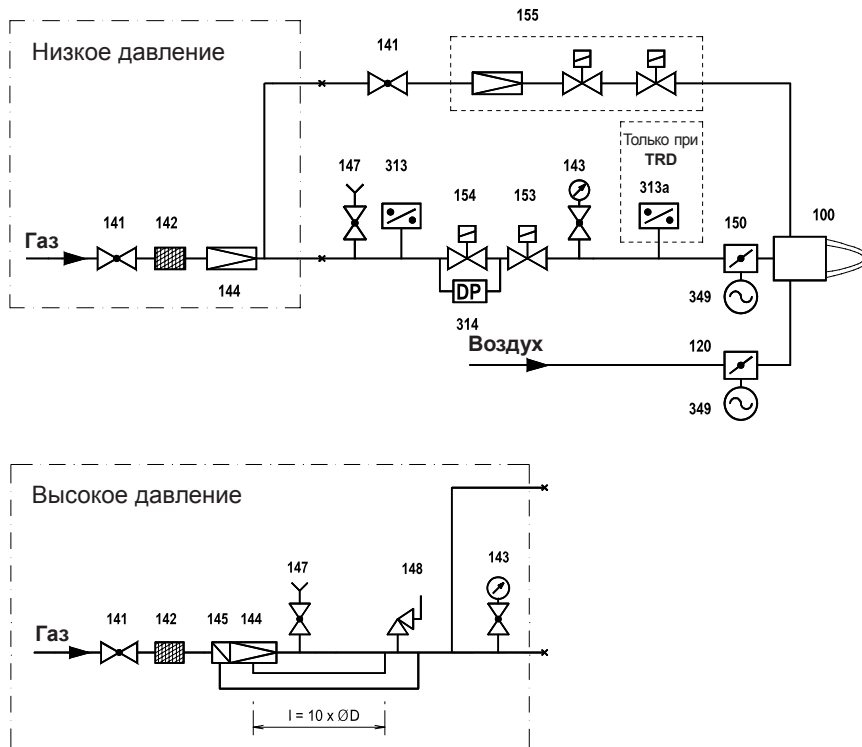 155
Низкое давление
141
Только при
TRD
147
313
154
153
143
313a
150
100
141
142
Газ
144
DP
314
349
Воздух
120
349
Высокое давление
147
148
143
141
142
145
144
Газ
l = 10 x ØD